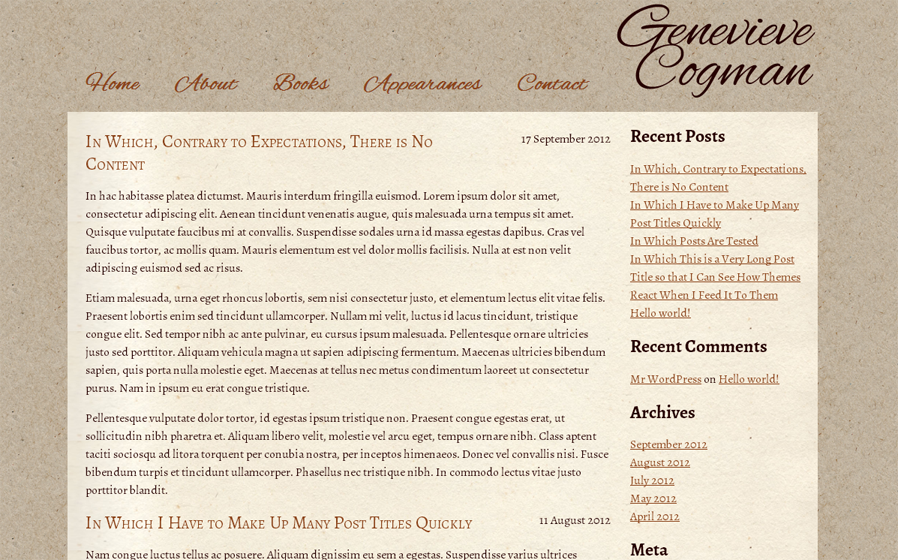 Genevieve
Cogman
Home About Books Appearances Contact
In Which, Contrary to Expectations, There is No
Content
17 September 2012
In hac habitasse platea dictumst. Mauris interdum fringilla euismod. Lorem ipsum dolor sit amet,
consectetur adipiscing elit. Aenean tincidunt venenatis augue, quis malesuada urna tempus sit amet.
Quisque vulputate faucibus mi at convallis. Suspendisse sodales urna id massa egestas dapibus. Cras vel
faucibus tortor, ac mollis quam. Mauris elementum est vel dolor mollis facilisis. Nulla at est non velit
adipiscing euismod sed ac risus.
Etiam malesuada, urna eget rhoncus lobortis, sem nisi consectetur justo, et elementum lectus elit vitae felis.
Praesent lobortis enim sed tincidunt ullamcorper. Nullam mi velit, luctus id lacus tincidunt, tristique
congue elit. Sed tempor nibh ac ante pulvinar, eu cursus ipsum malesuada. Pellentesque ornare ultricies
justo sed porttitor. Aliquam vehicula magna ut sapien adipiscing fermentum. Maecenas ultricies bibendum
sapien, quis porta nulla molestie eget. Maecenas at tellus nec metus condimentum laoreet ut consectetur
purus. Nam in ipsum eu erat congue tristique.
Pellentesque vulputate dolor tortor, id egestas ipsum tristique non. Praesent congue egestas erat, ut
sollicitudin nibh pharetra et. Aliquam libero velit, molestie vel arcu eget, tempus ornare nibh. Class aptent
taciti sociosqu ad litora torquent per conubia nostra, per inceptos himenaeos. Donec vel convallis nisi. Fusce
bibendum turpis et tincidunt ullamcorper. Phasellus nec tristique nibh. In commodo lectus vitae justo
porttitor blandit.
In Which I Have to Make Up Many Post Titles Quickly
11 August 2012
Nam congue luctus tellus ac posuere. Aliquam dignissim eu sem a egestas. Suspendisse varius ultrices
Recent Posts
In Which, Contrary to Expectations,
There is No Content
In Which I Have to Make Up Many
Post Titles Quickly
In Which Posts Are Tested
In Which This is a Very Long Post
Title so that I Can See How Themes
React When I Feed It To Them
Hello world!
Recent Comments
Mr WordPress on Hello world!
Archives
September 2012
August 2012
July 2012
May 2012
April 2012
Meta